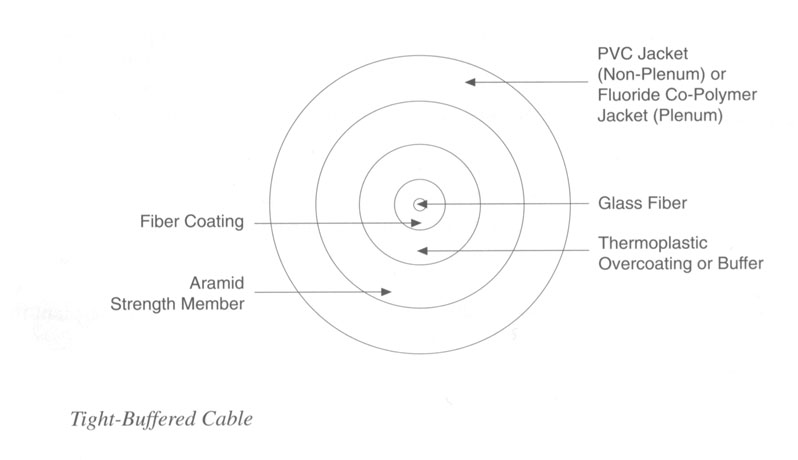 PVC Jacket
(Non-Plenum) or
Fluoride Co-Polymer
Jacket (Plenum)
Glass Fiber
Fiber Coating
Thermoplastic
Overcoating or Buffer
Aramid
Strength Member
Tight-Buffered Cable